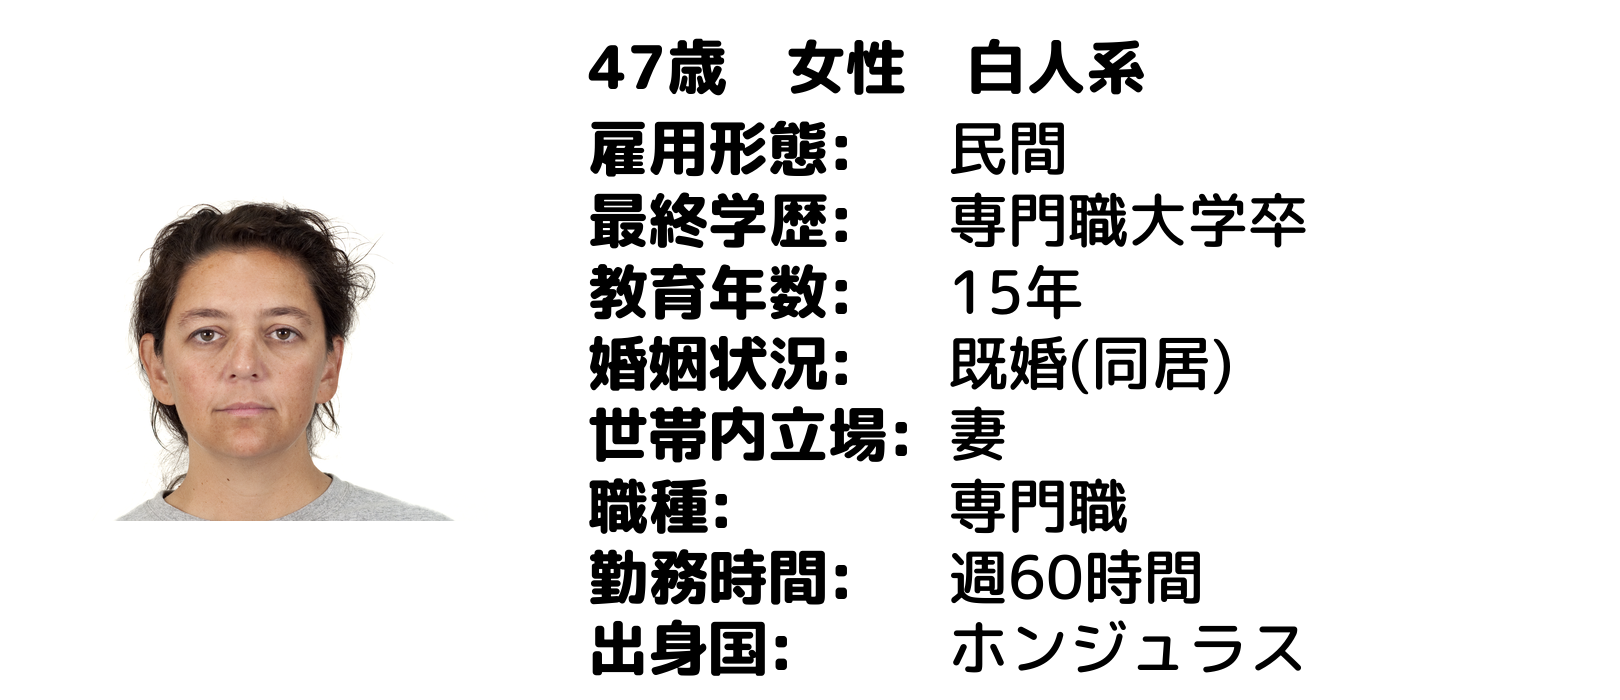 47歳　女性　白人系
雇用形態: 民間
最終学歴: 専門職大学卒
教育年数: 15年
婚姻状況: 既婚(同居)
世帯内立場: 妻
職種: 専門職
勤務時間: 週60時間
出身国: ホンジュラス